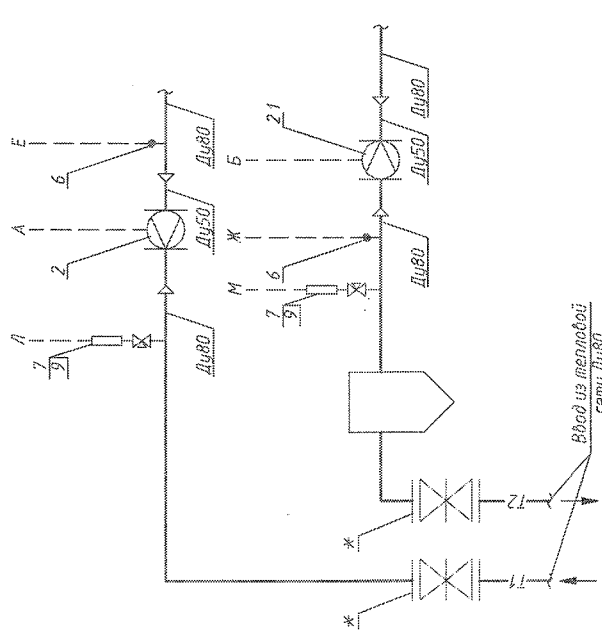 Е
6
А
2
Л
7
9
Ду80
Ду50
Ду80
Б
21
Ж
6
М
7
9
Ду80
Ду50
Ду80
*
*
Т2
Т1
Ввод из тепловой
сети Ду80